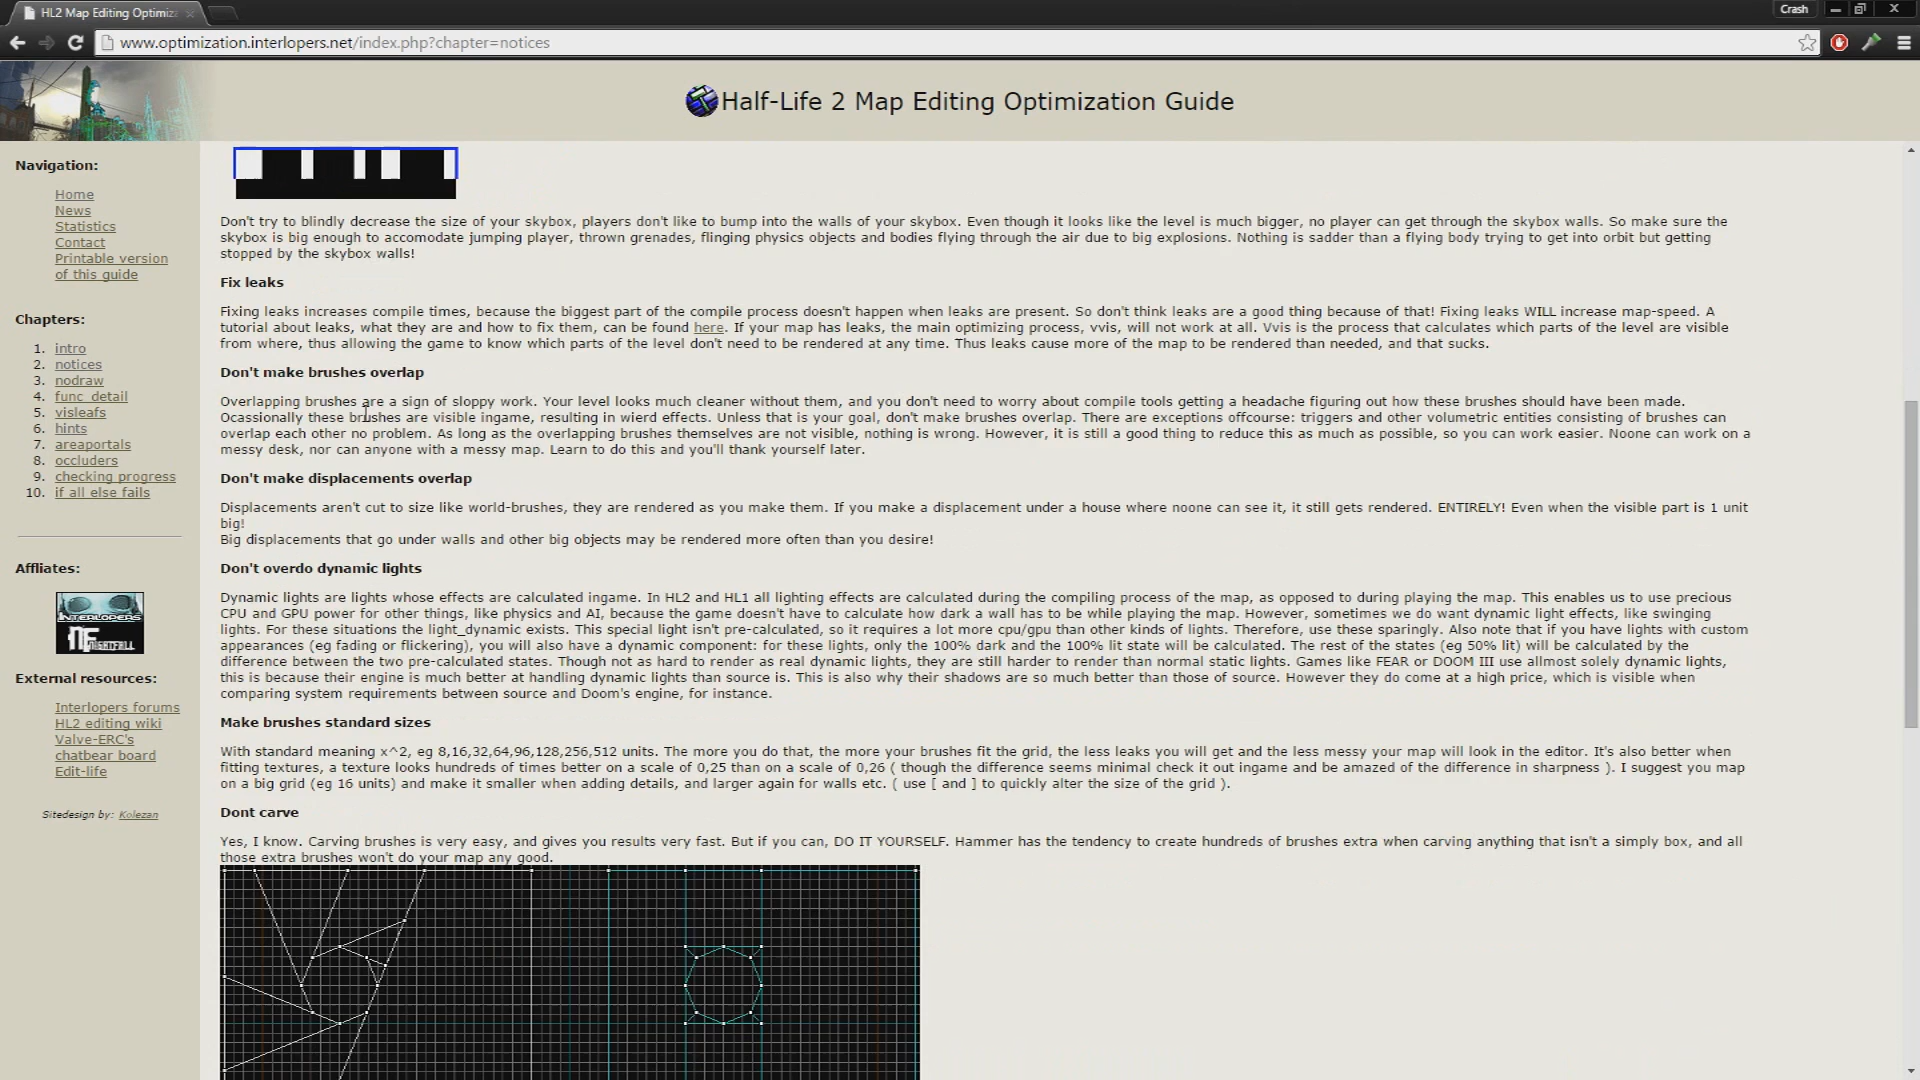 HL2 Map Editing Optimiz
Crash
www.optimization.interlopers.net/index.php?chapter=notices
Half-Life 2 Map Editing Optimization Guide
Navigation:
Home
News
Statistics
Contact
Printable version
of this guide
Chapters:
1. intro
2. notices
3. nodraw
4. func_detail
5. visleafs
6. hints
7. areaportals
8. occluders
9. checking progress
10. if all else fails
Affliates:
INTERLOPERS
NIGHTFALL
External resources:
Interlopers forums
HL2 editing wiki
Valve-ERC's
chatbear board
Edit-life
Sitedesign by: Kolezan
Don't try to blindly decrease the size of your skybox, players don't like to bump into the walls of your skybox. Even though it looks like the level is much bigger, no player can get through the skybox walls. So make sure the
skybox is big enough to accomodate jumping player, thrown grenades, flinging physics objects and bodies flying through the air due to big explosions. Nothing is sadder than a flying body trying to get into orbit but getting
stopped by the skybox walls!
Fix leaks
Fixing leaks increases compile times, because the biggest part of the compile process doesn't happen when leaks are present. So don't think leaks are a good thing because of that! Fixing leaks WILL increase map-speed. A
tutorial about leaks, what they are and how to fix them, can be found here. If your map has leaks, the main optimizing process, vvis, will not work at all. Vvis is the process that calculates which parts of the level are visible
from where, thus allowing the game to know which parts of the level don't need to be rendered at any time. Thus leaks cause more of the map to be rendered than needed, and that sucks.
Don't make brushes overlap
Overlapping brushes are a sign of sloppy work. Your level looks much cleaner without them, and you don't need to worry about compile tools getting a headache figuring out how these brushes should have been made.
Ocassionally these brushes are visible ingame, resulting in wierd effects. Unless that is your goal, don't make brushes overlap. There are exceptions offcourse: triggers and other volumetric entities consisting of brushes can
overlap each other no problem. As long as the overlapping brushes themselves are not visible, nothing is wrong. However, it is still a good thing to reduce this as much as possible, so you can work easier. Noone can work on a
messy desk, nor can anyone with a messy map. Learn to do this and you'll thank yourself later.
Don't make displacements overlap
Displacements aren't cut to size like world-brushes, they are rendered as you make them. If you make a displacement under a house where noone can see it, it still gets rendered. ENTIRELY! Even when the visible part is 1 unit
big!
Big displacements that go under walls and other big objects may be rendered more often than you desire!
Don't overdo dynamic lights
Dynamic lights are lights whose effects are calculated ingame. In HL2 and HL1 all lighting effects are calculated during the compiling process of the map, as opposed to during playing the map. This enables us to use precious
CPU and GPU power for other things, like physics and AI, because the game doesn't have to calculate how dark a wall has to be while playing the map. However, sometimes we do want dynamic light effects, like swinging
lights. For these situations the light_dynamic exists. This special light isn't pre-calculated, so it requires a lot more cpu/gpu than other kinds of lights. Therefore, use these sparingly. Also note that if you have lights with custom
appearances (eg fading or flickering), you will also have a dynamic component: for these lights, only the 100% dark and the 100% lit state will be calculated. The rest of the states (eg 50% lit) will be calculated by the
difference between the two pre-calculated states. Though not as hard to render as real dynamic lights, they are still harder to render than normal static lights. Games like FEAR or DOOM III use allmost solely dynamic lights,
this is because their engine is much better at handling dynamic lights than source is. This is also why their shadows are so much better than those of source. However they do come at a high price, which is visible when
comparing system requirements between source and Doom's engine, for instance.
Make brushes standard sizes
With standard meaning x^2, eg 8,16,32,64,96,128,256,512 units. The more you do that, the more your brushes fit the grid, the less leaks you will get and the less messy your map will look in the editor. It's also better when
fitting textures, a texture looks hundreds of times better on a scale of 0,25 than on a scale of 0,26 ( though the difference seems minimal check it out ingame and be amazed of the difference in sharpness ). I suggest you map
on a big grid (eg 16 units) and make it smaller when adding details, and larger again for walls etc. ( use [ and ] to quickly alter the size of the grid ).
Dont carve
Yes, I know. Carving brushes is very easy, and gives you results very fast. But if you can, DO IT YOURSELF. Hammer has the tendency to create hundreds of brushes extra when carving anything that isn't a simply box, and all
those extra brushes won't do your map any good.